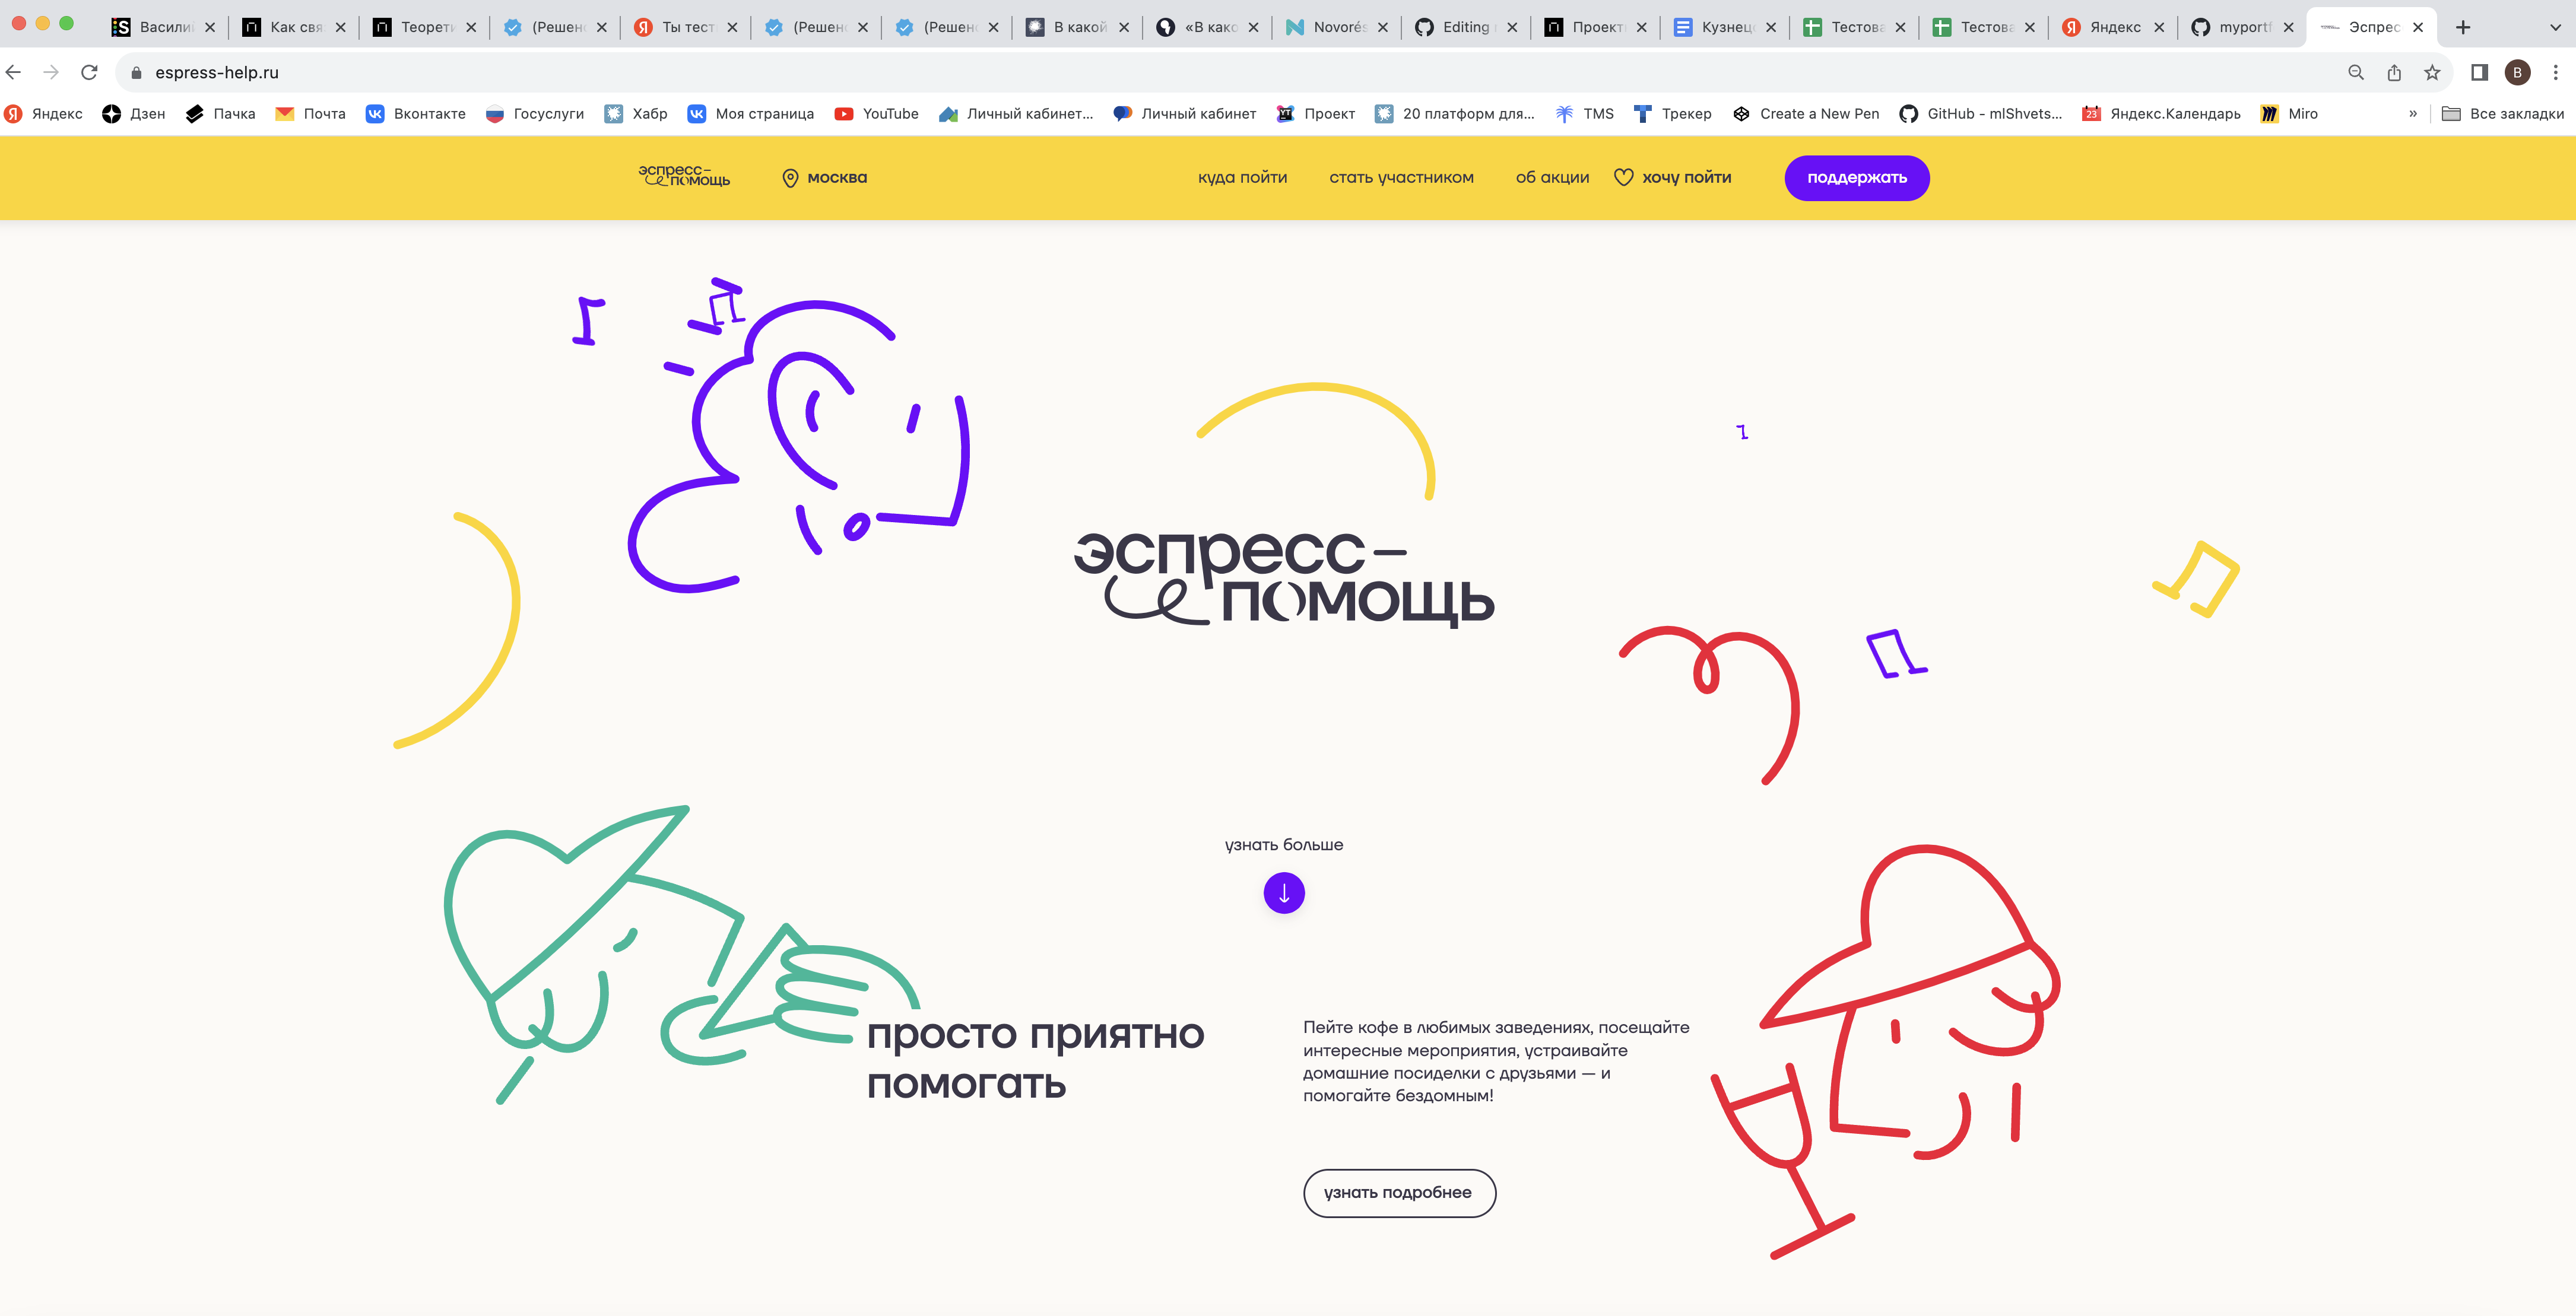 Васили
Как свя
Теорети
(Решен
Ты тест
(Решен
(Решен
В какой
«В како
Novorés
Editing
Проект
Кузнец
Тестова
Тестова
Яндекс
myportf
Эспрес
espress-help.ru
В
Яндекс
Дзен
Пачка
Почта
Вконтакте
Госуслуги
Хабр
Моя страница
YouTube
Личный кабинет...
Личный кабинет
Проект
20 платформ для...
TMS
Трекер
Create a New Pen
GitHub - mlShvets...
Яндекс.Календарь
Miro
»
Все закладки
эспресс–
помощь
москва
куда пойти
стать участником
об акции
хочу пойти
поддержать
эспресс–
помощь
узнать больше
просто приятно
помогать
Пейте кофе в любимых заведениях, посещайте
интересные мероприятия, устраивайте
домашние посиделки с друзьями — и
помогайте бездомным!
узнать подробнее